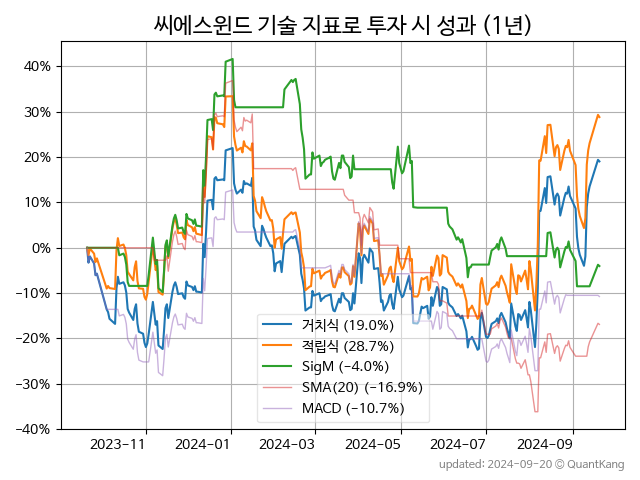 씨에스윈드 기술 지표로 투자 시 성과 (1년)
40%
30%
20%
10%
0%
−10%
−20%
−30%
−40%
거치식 (19.0%)
적립식 (28.7%)
SigM (−4.0%)
SMA(20) (−16.9%)
MACD (−10.7%)
2023-11 2024-01 2024-03 2024-05 2024-07 2024-09
updated: 2024-09-20 © QuantKang